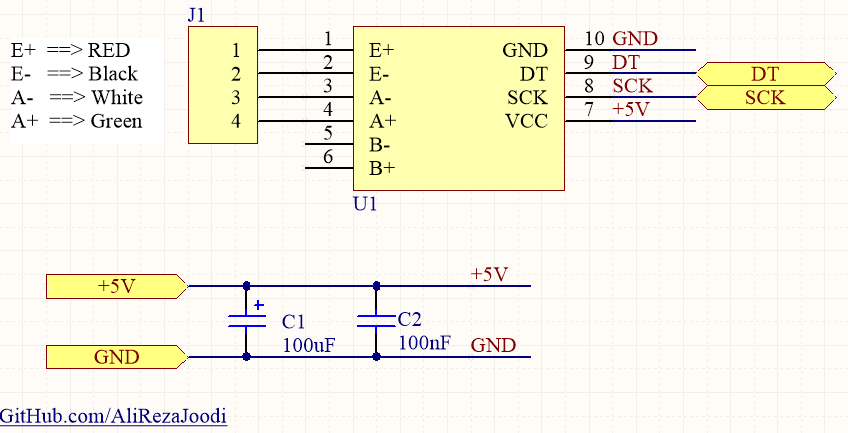 J1
E+ ==> RED
E- ==> Black
A- ==> White
A+ ==> Green
1
2
3
4
1
2
3
4
5
6
E+
E-
A-
A+
B-
B+
GND
DT
SCK
VCC
10 GND
9 DT
8 SCK
7 +5V
DT
SCK
U1
+5V
+5V
+
C1
100uF
C2
100nF
GND
GND
GitHub.com/AliRezaJoodi